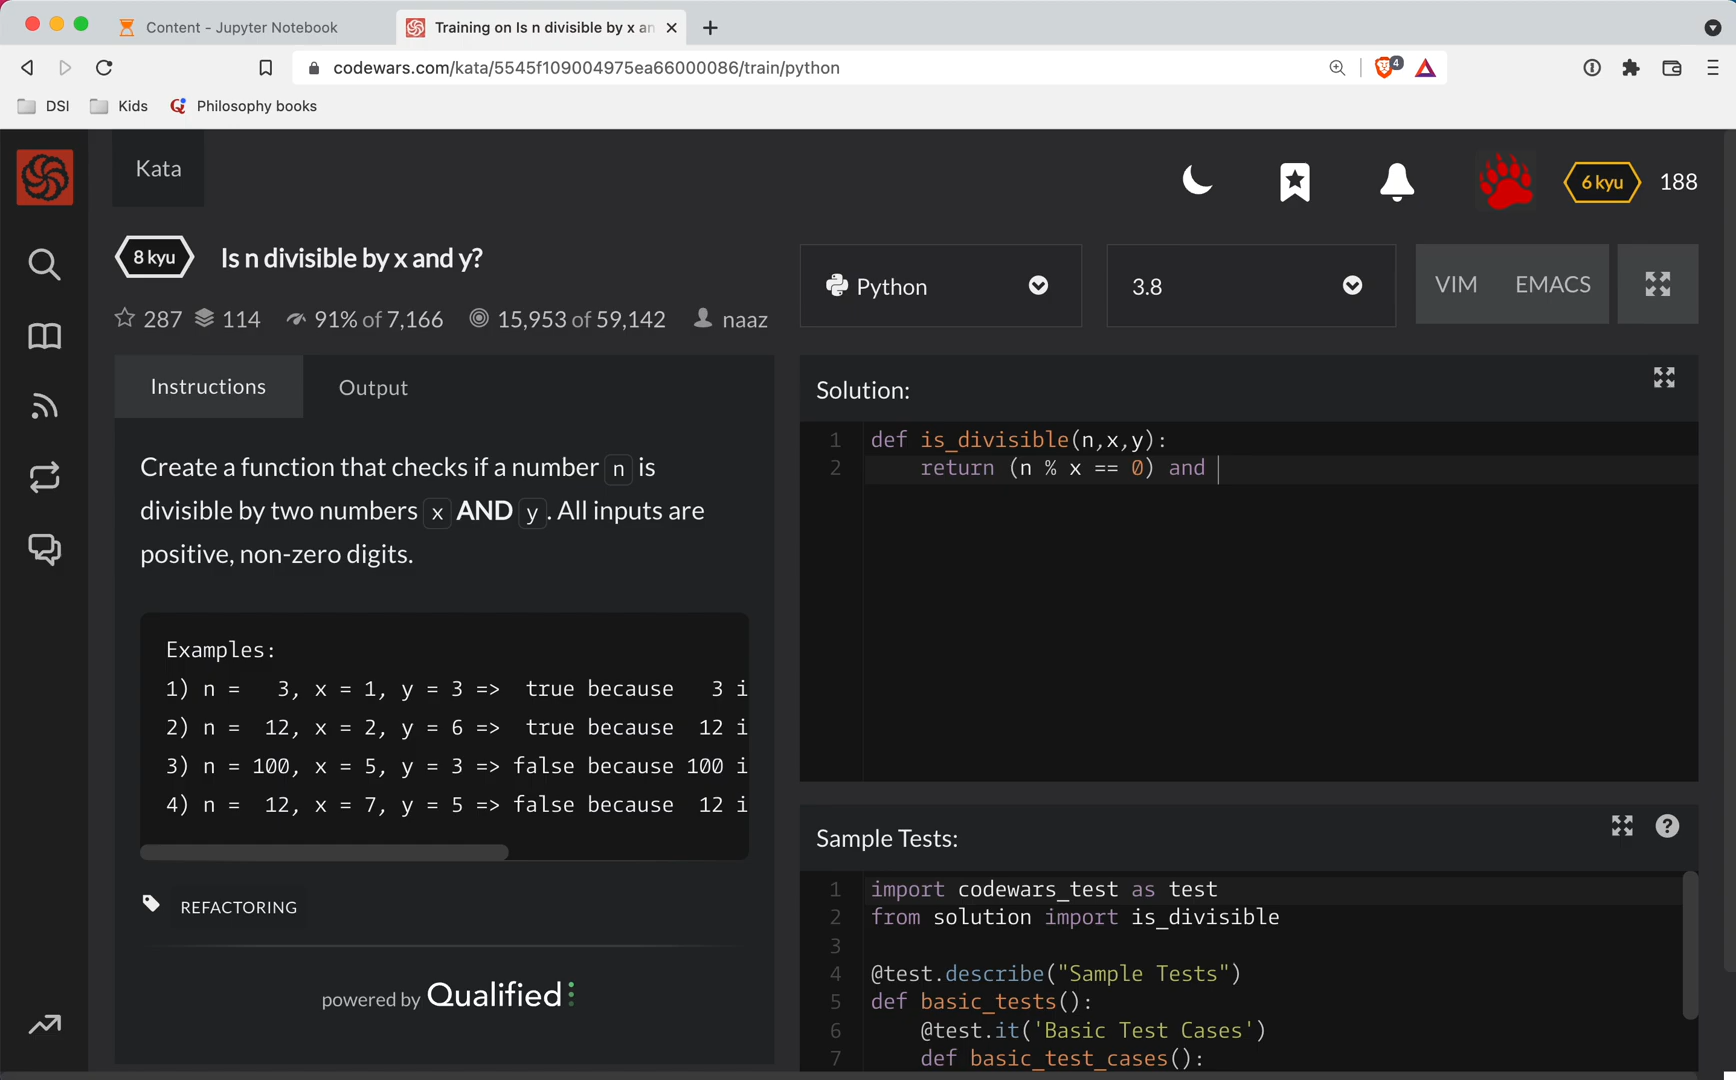 Content - Jupyter Notebook
Training on Is n divisible by x an
codewars.com/kata/5545f109004975ea66000086/train/python
4
DSI
Kids
Philosophy books
Kata
6 kyu
188
8 kyu
Is n divisible by x and y?
Python
3.8
VIM
EMACS
287
114
91% of 7,166
15,953 of 59,142
naaz
Instructions
Output
Create a function that checks if a number n is
divisible by two numbers x AND y. All inputs are
positive, non-zero digits.
Examples:
1) n =   3, x = 1, y = 3 =>  true because   3 i
2) n =  12, x = 2, y = 6 =>  true because  12 i
3) n = 100, x = 5, y = 3 => false because 100 i
4) n =  12, x = 7, y = 5 => false because  12 i
REFACTORING
powered by Qualified
Solution:
1 def is_divisible(n,x,y):
2     return (n % x == 0) and
Sample Tests:
?
1 import codewars_test as test
2 from solution import is_divisible
3
4 @test.describe("Sample Tests")
5 def basic_tests():
6     @test.it('Basic Test Cases')
7     def basic_test_cases():